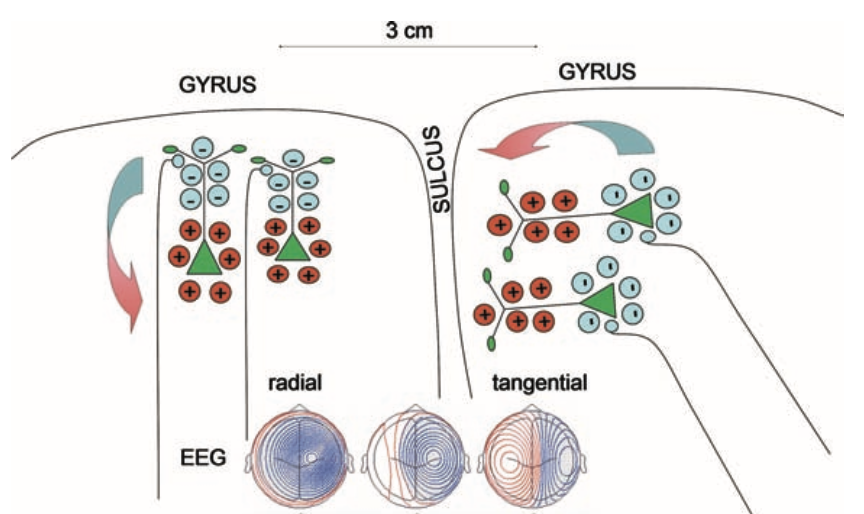 3 cm
GYRUS
GYRUS
SULCUS
radial
tangential
EEG